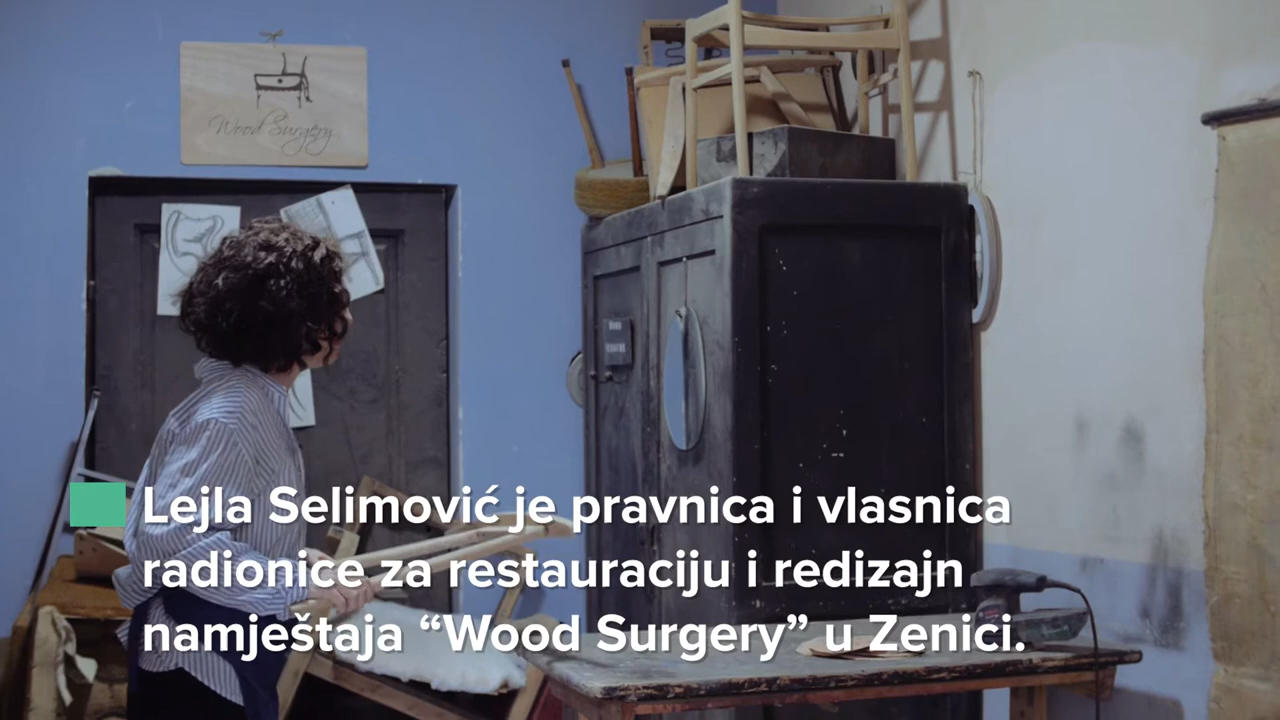 Wood Surgery
Lejla Selimović je pravnica i vlasnica
radionice za restauraciju i redizajn
namještaja “Wood Surgery” u Zenici.